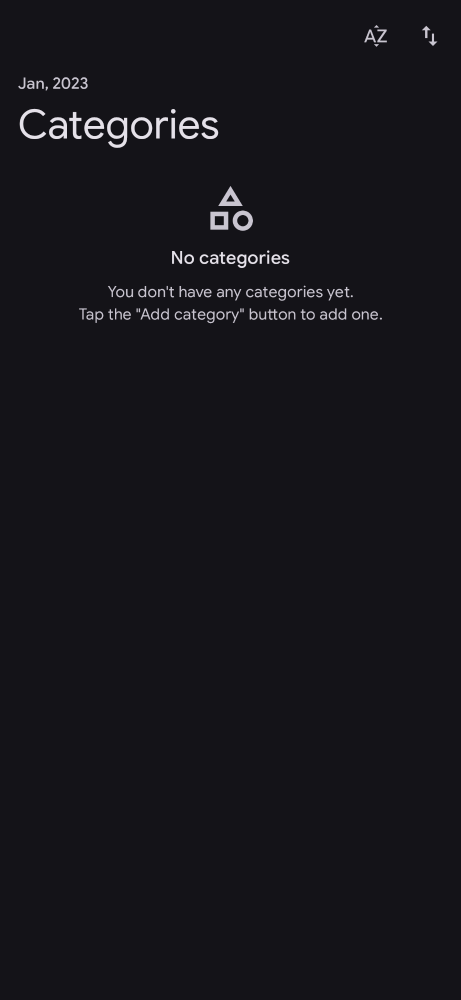 AZ
Jan, 2023
Categories
No categories
You don't have any categories yet.
Tap the "Add category" button to add one.